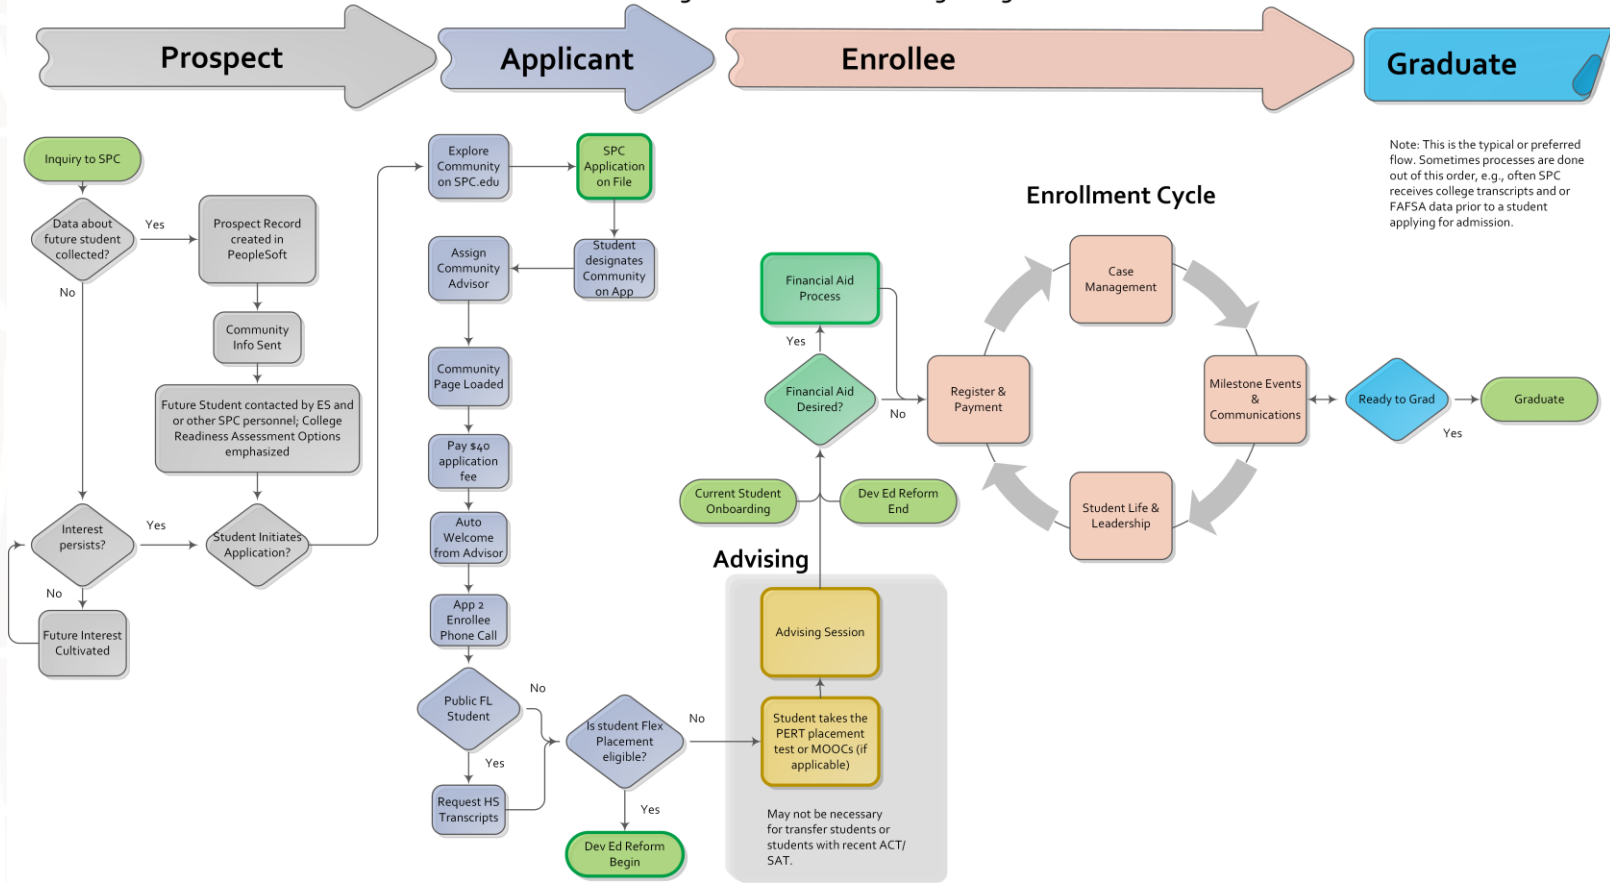 Prospect
Applicant
Enrollee
Graduate
Inquiry to SPC
Data about
future student
collected?
Yes
No
Prospect Record
created in
PeopleSoft
Community
Info Sent
Future Student contacted by ES and
or other SPC personnel; College
Readiness Assessment Options
emphasized
Interest
persists?
Yes
No
Student Initiates
Application?
Future Interest
Cultivated
Explore
Community
on SPC.edu
SPC
Application
on File
Student
designates
Community
on App
Assign
Community
Advisor
Community
Page Loaded
Pay $40
application
fee
Auto
Welcome
from Advisor
App 2
Enrollee
Phone Call
Public FL
Student
No
Yes
Request HS
Transcripts
Is student Flex
Placement
eligible?
No
Yes
Dev Ed Reform
Begin
Advising
Advising Session
Student takes the
PERT placement
test or MOOCs (if
applicable)
May not be necessary
for transfer students or
students with recent ACT/
SAT.
Current Student
Onboarding
Dev Ed Reform
End
Financial Aid
Desired?
Yes
No
Financial Aid
Process
Enrollment Cycle
Register &
Payment
Case
Management
Milestone Events
&
Communications
Student Life &
Leadership
Ready to Grad
Yes
Graduate
Note: This is the typical or preferred
flow. Sometimes processes are done
out of this order, e.g., often SPC
receives college transcripts and or
FAFSA data prior to a student
applying for admission.